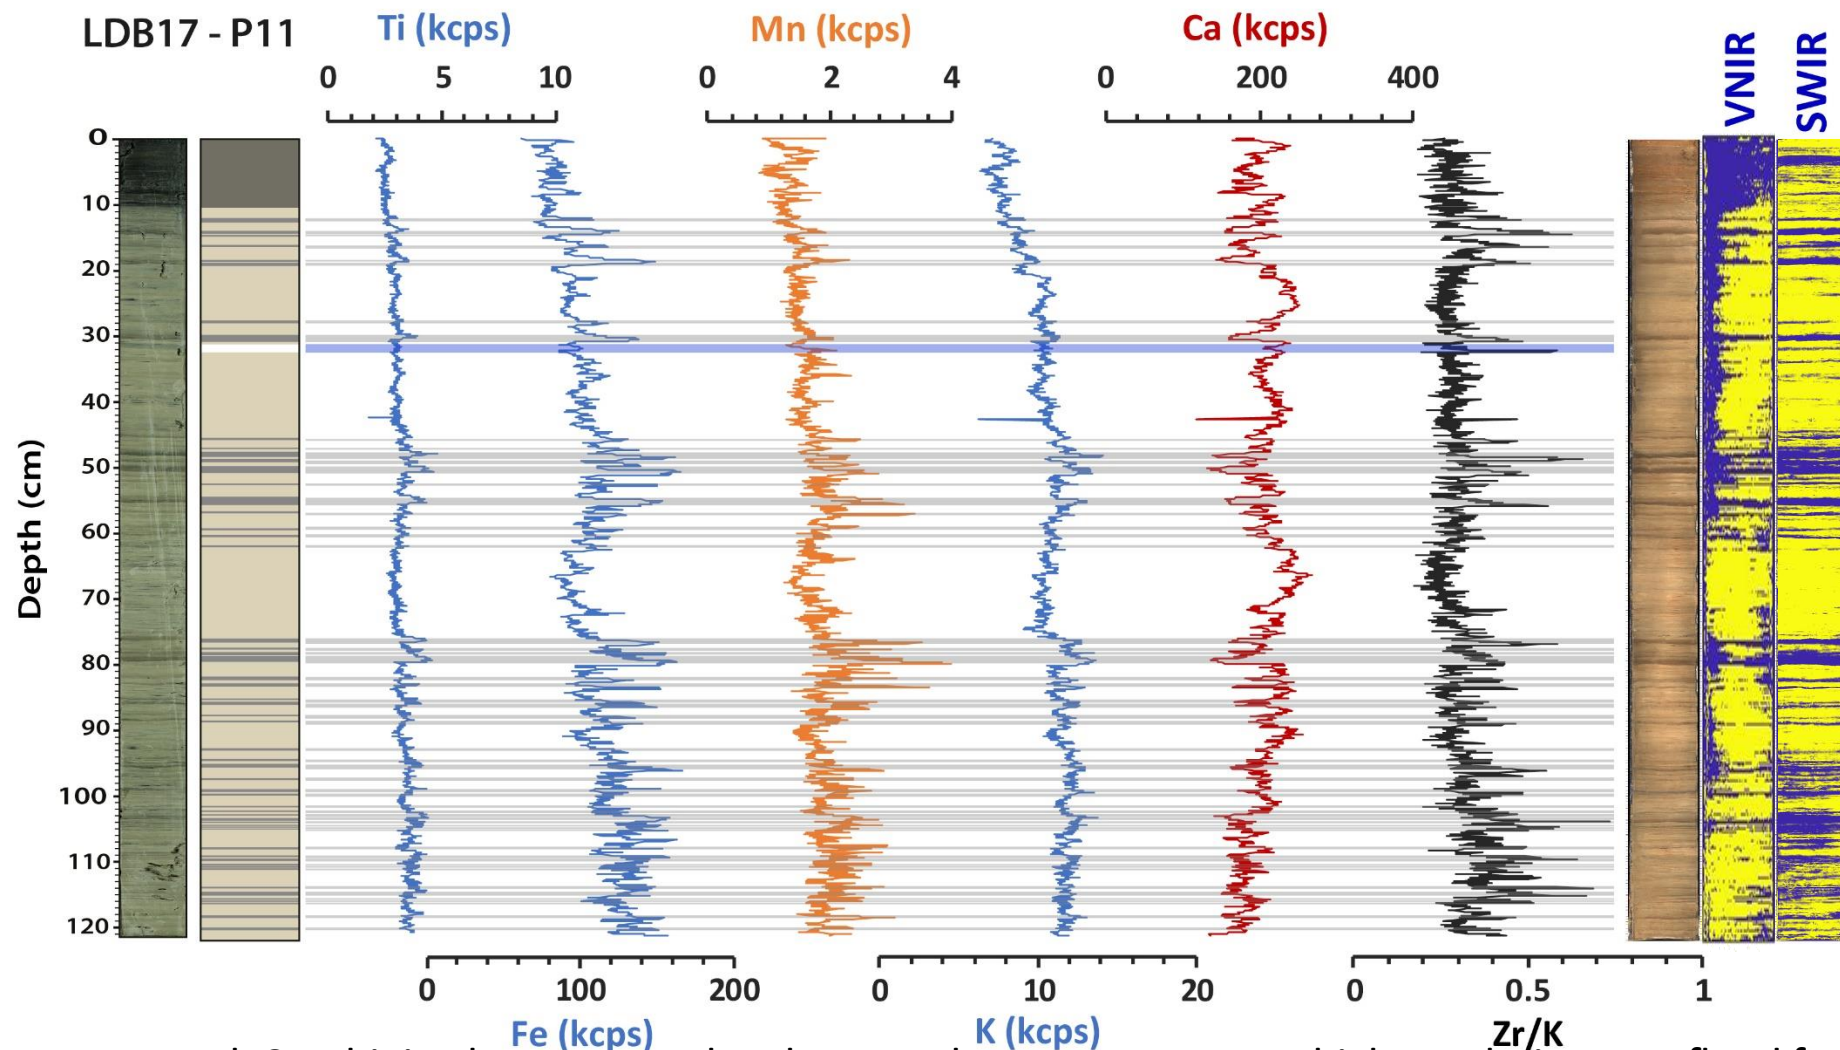 LDB17 - P11
Ti (kcps)
Mn (kcps)
Ca (kcps)
VNIR
SWIR
0 5 10
0 2 4
0 200 400
Depth (cm)
0
10
20
30
40
50
60
70
80
90
100
110
120
0 100 200
0 10 20
0 0.5 1
Fe (kcps)
K (kcps)
Zr/K